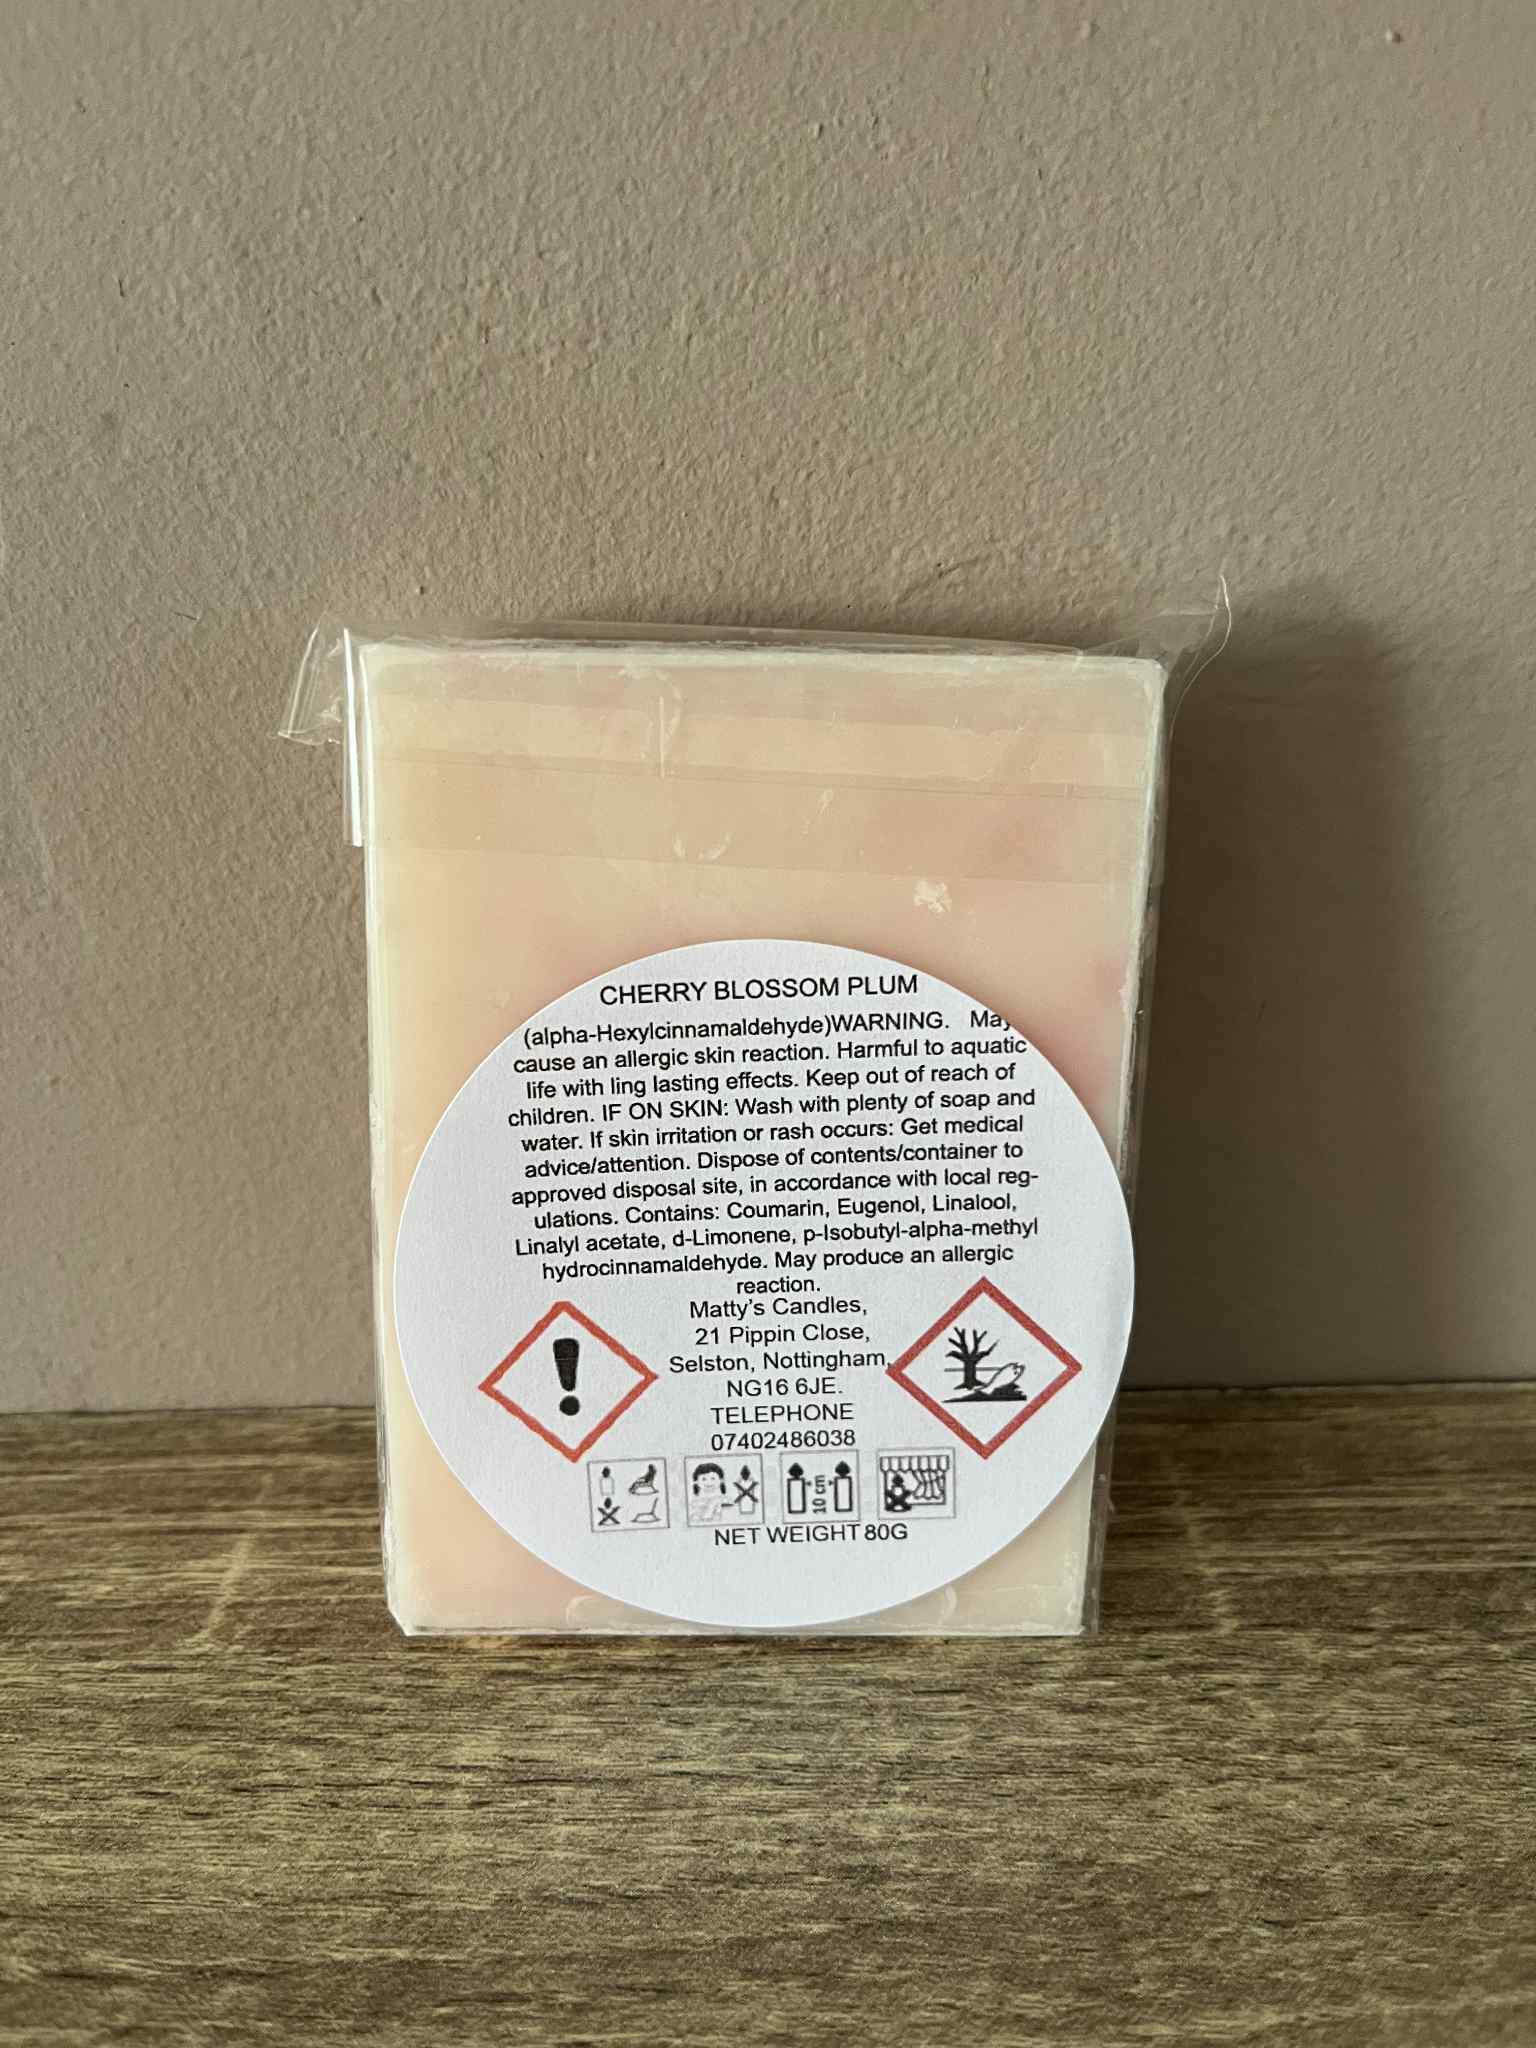 CHERRY BLOSSOM PLUM
(alpha-Hexylcinnamaldehyde)WARNING. May
cause an allergic skin reaction. Harmful to aquatic
life with ling lasting effects. Keep out of reach of
children. IF ON SKIN: Wash with plenty of soap and
water. If skin irritation or rash occurs: Get medical
advice/attention. Dispose of contents/container to
approved disposal site, in accordance with local reg-
ulations. Contains: Coumarin, Eugenol, Linalool,
Linalyl acetate, d-Limonene, p-Isobutyl-alpha-methyl
hydrocinnamaldehyde. May produce an allergic
reaction.
Matty's Candles,
21 Pippin Close,
Selston, Nottingham,
NG16 6JE.
TELEPHONE
07402486038
10 cm
NET WEIGHT 80G